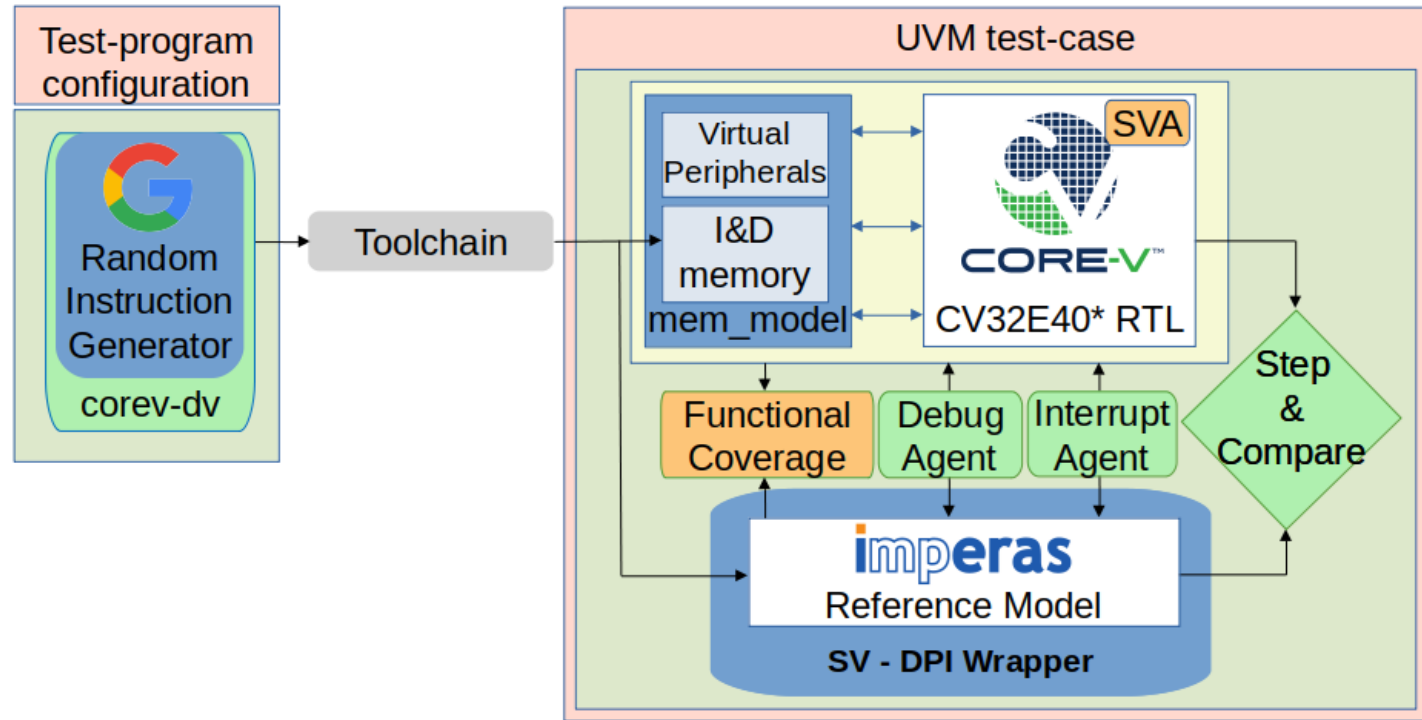 Test-program
configuration
Random
Instruction
Generator
corev-dv
Toolchain
UVM test-case
Virtual
Peripherals
I&D
memory
mem_model
SVA
CORE-V™
CV32E40* RTL
Functional
Coverage
Debug
Agent
Interrupt
Agent
Step
&
Compare
imperas
Reference Model
SV - DPI Wrapper